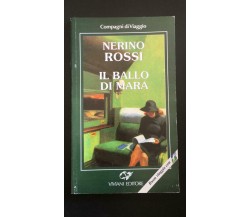 Compagni di Viaggio
NERINO
ROSSI
IL BALLO
DI MARA
VIVIANI EDITORE